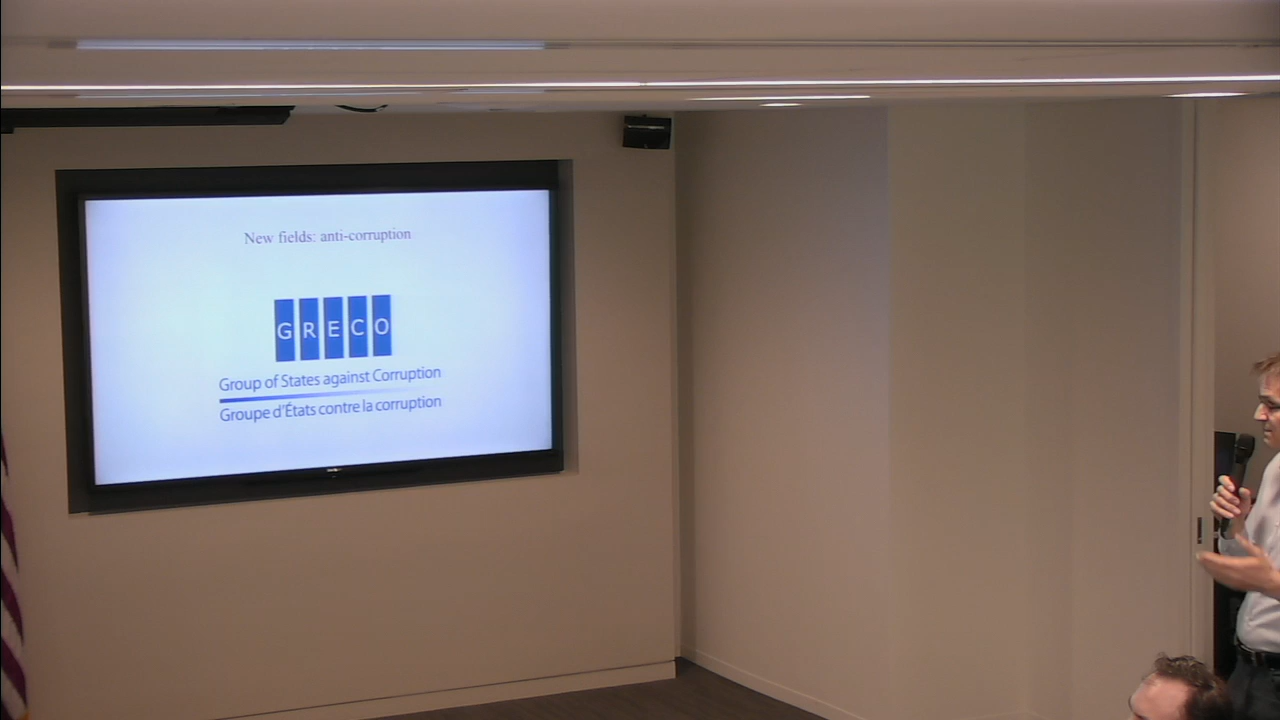 New fields: anti-corruption
GRECO
Group of States against Corruption
Groupe d'États contre la corruption